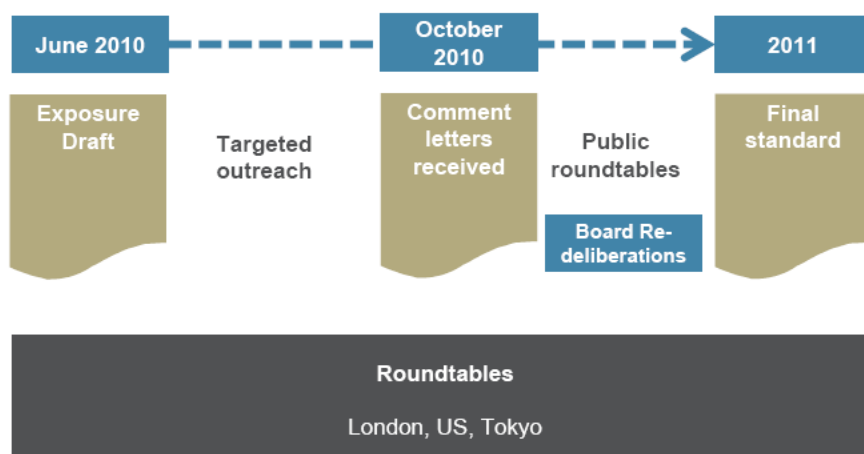 June 2010
October
2010
2011
Exposure
Draft
Targeted
outreach
Comment
letters
received
Public
roundtables
Board Re-
deliberations
Final
standard
Roundtables
London, US, Tokyo